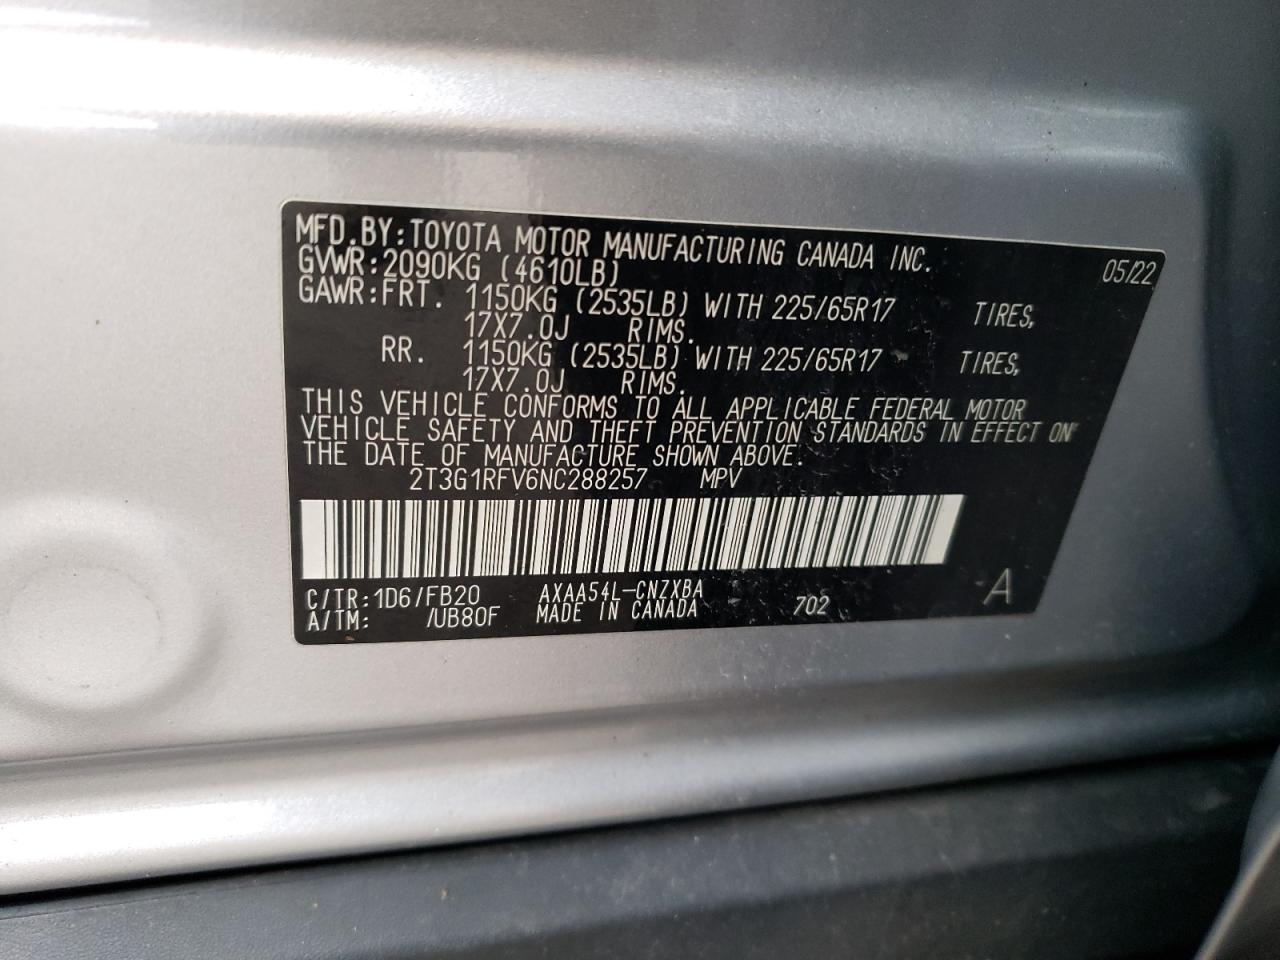 MFD.BY:TOYOTA MOTOR MANUFACTURING CANADA INC. 05/22
GVWR:2090KG (4610LB)
GAWR:FRT. 1150KG (2535LB) WITH 225/65R17 TIRES,
17X7.0J RIMS.
RR. 1150KG (2535LB) WITH 225/65R17 TIRES,
17X7.0J RIMS.
THIS VEHICLE CONFORMS TO ALL APPLICABLE FEDERAL MOTOR
VEHICLE SAFETY AND THEFT PREVENTION STANDARDS IN EFFECT ON
THE DATE OF MANUFACTURE SHOWN ABOVE.
2T3G1RFV6NC288257 MPV
C/TR:1D6/FB20 AXAA54L-CNZXBA
A/TM: /UB80F MADE IN CANADA 702 A